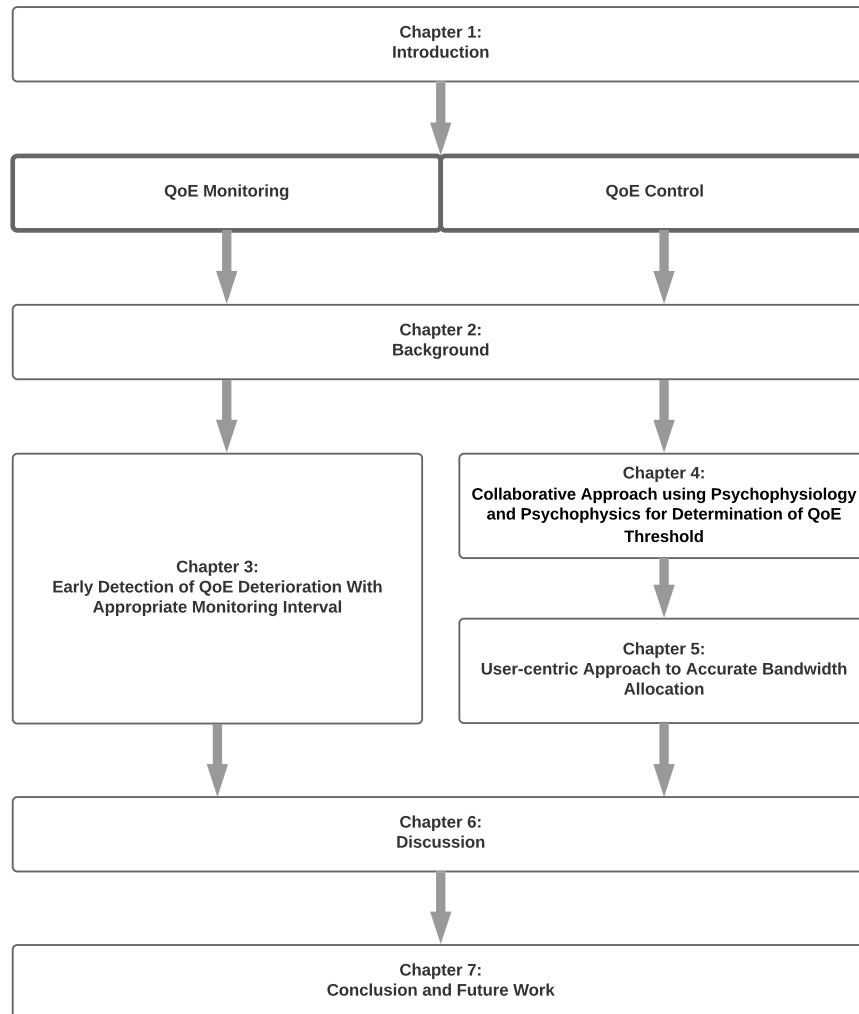 Chapter 1:
Introduction
QoE Monitoring
QoE Control
Chapter 2:
Background
Chapter 3:
Early Detection of QoE Deterioration With
Appropriate Monitoring Interval
Chapter 4:
Collaborative Approach using Psychophysiology
and Psychophysics for Determination of QoE
Threshold
Chapter 5:
User-centric Approach to Accurate Bandwidth
Allocation
Chapter 6:
Discussion
Chapter 7:
Conclusion and Future Work